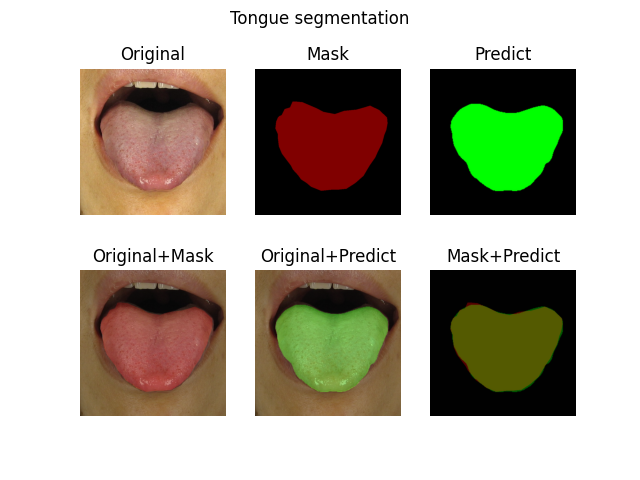 Tongue segmentation
Original
Mask
Predict
Original+Mask
Original+Predict
Mask+Predict